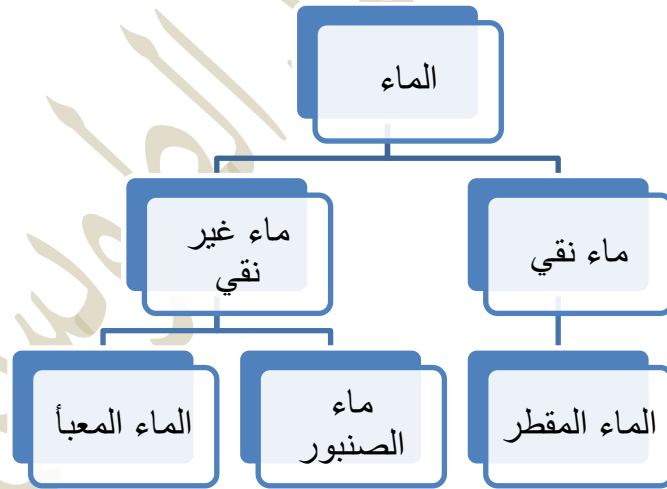 الماء
ماء نقي
ماء غير
نقي
الماء المقطر
ماء
الصنبور
الماء المعبأ